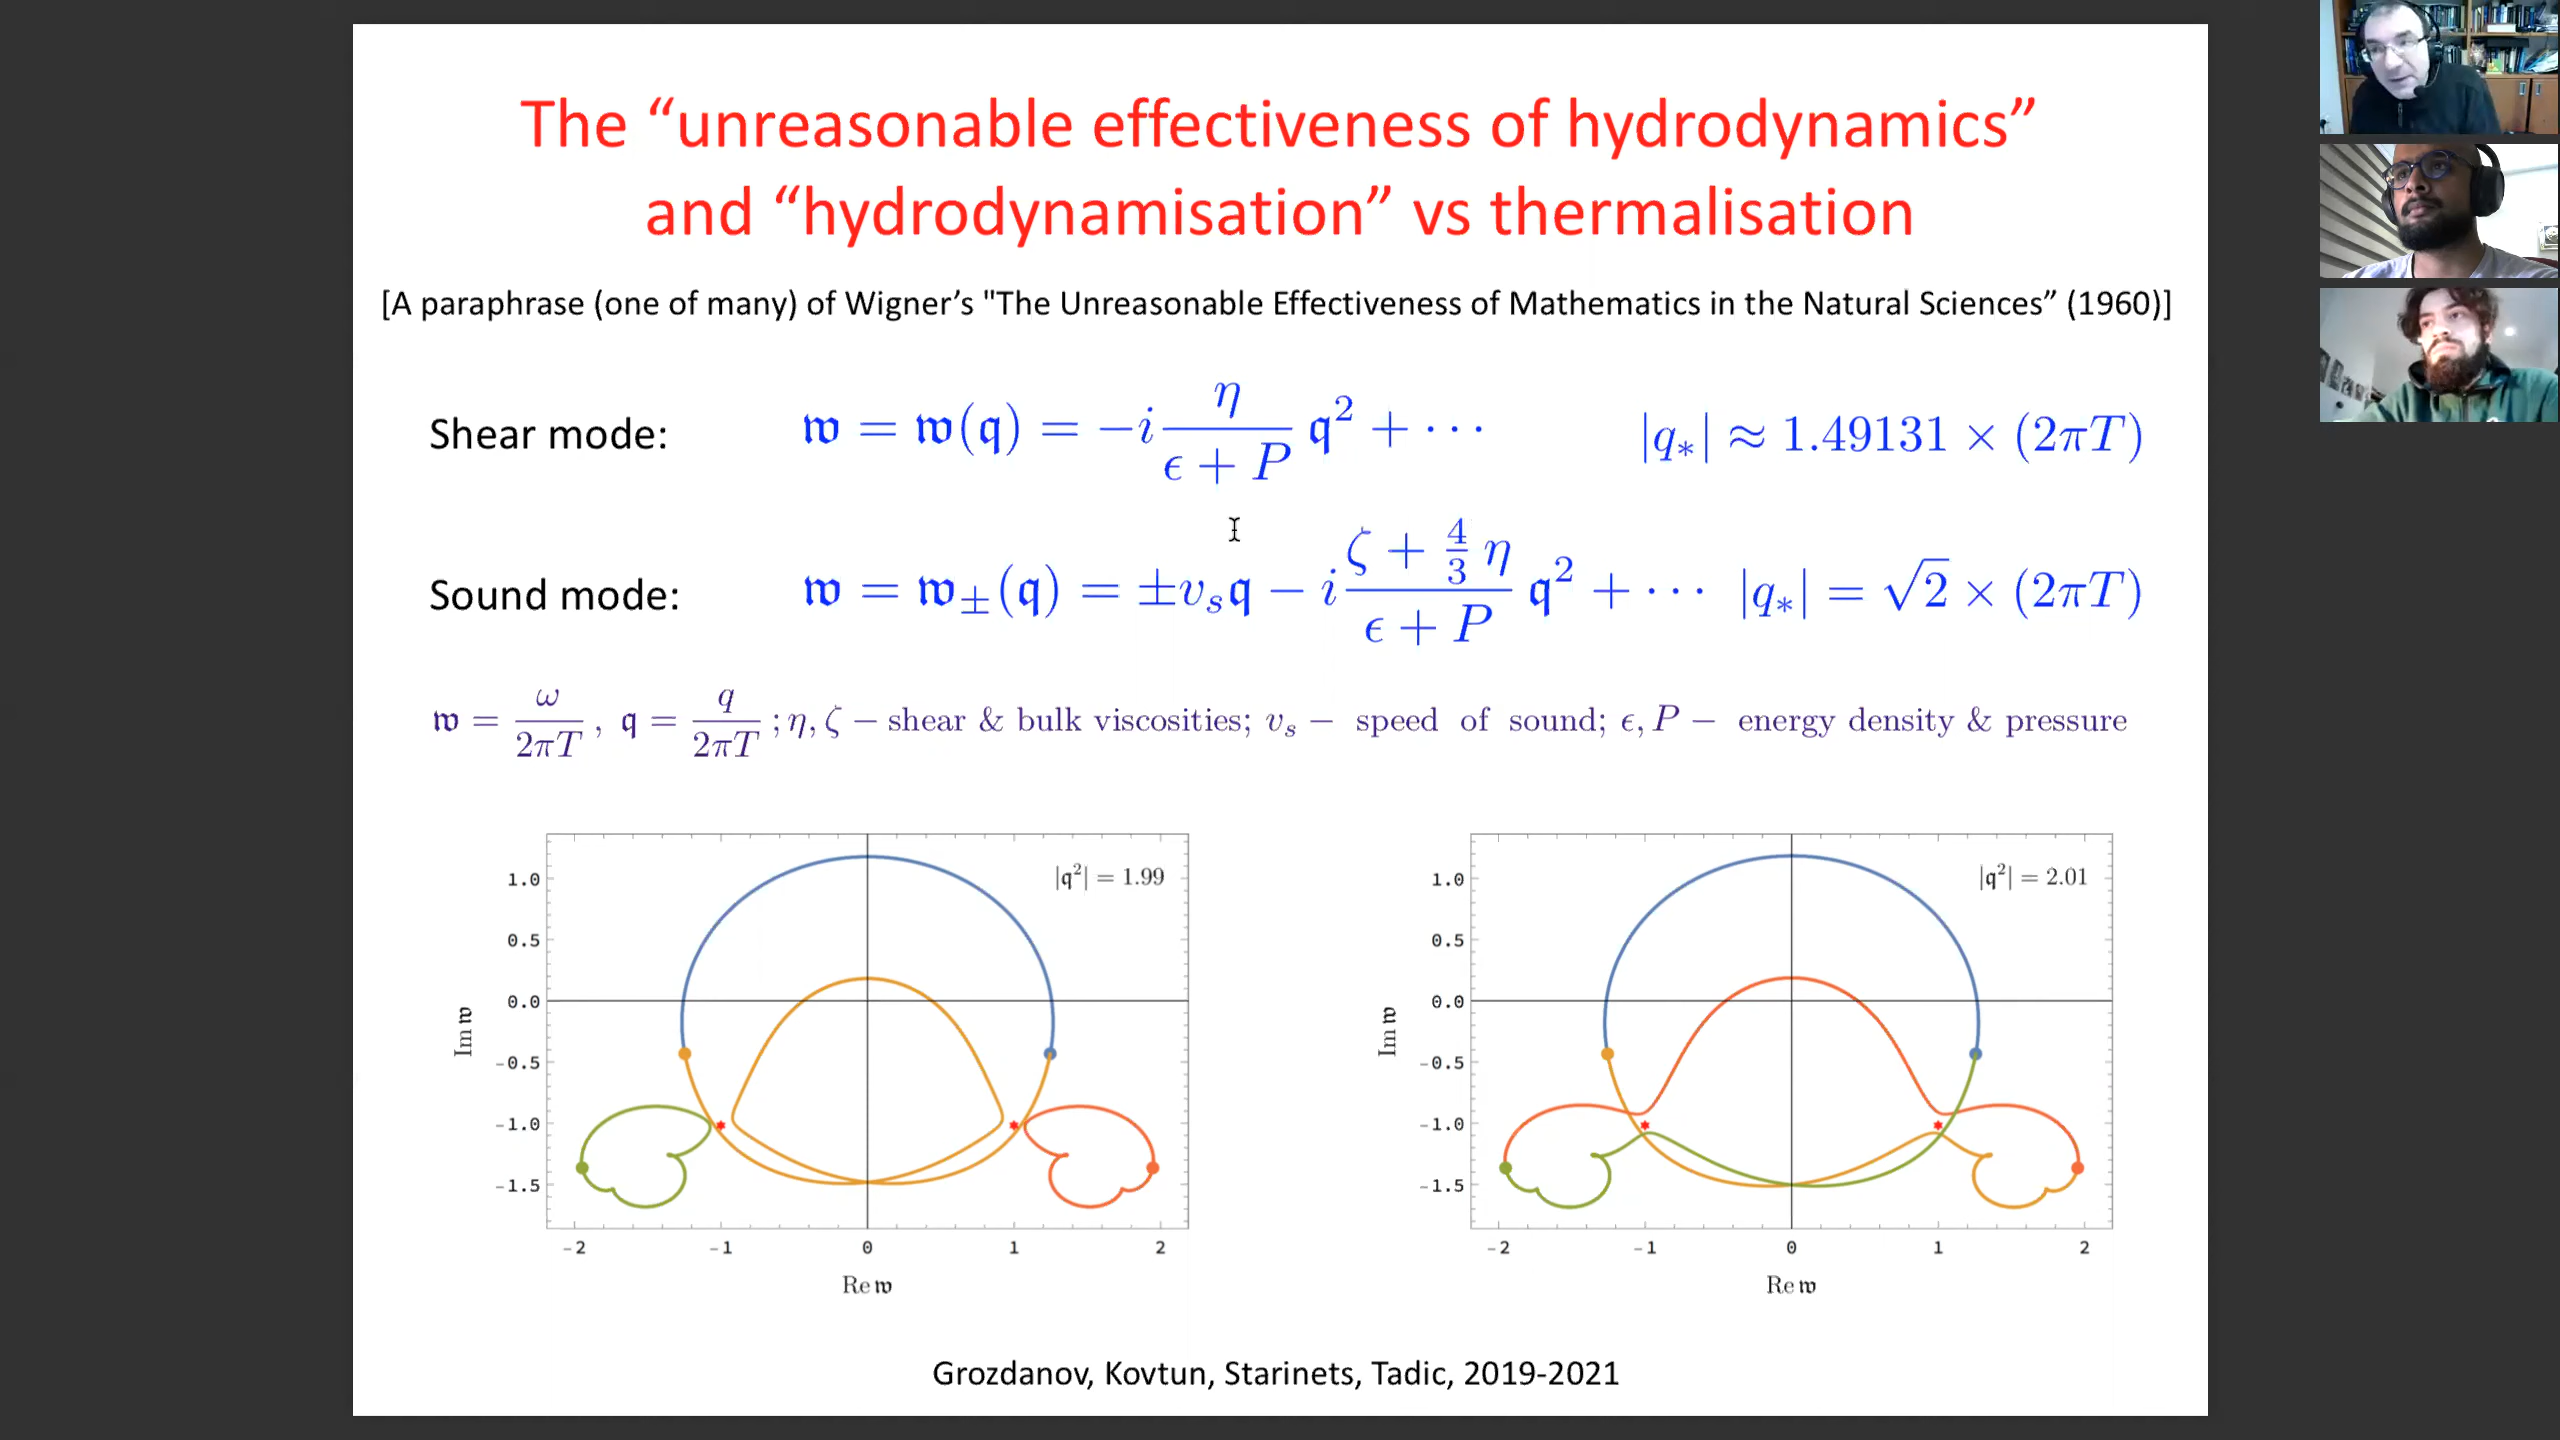 The “unreasonable effectiveness of hydrodynamics”
and “hydrodynamisation” vs thermalisation
[A paraphrase (one of many) of Wigner’s "The Unreasonable Effectiveness of Mathematics in the Natural Sciences” (1960)]
Shear mode: 𝔴 = 𝔴(𝔮) = −i η/(ϵ + P) 𝔮² + ⋯ |q∗| ≈ 1.49131 × (2πT)
Sound mode: 𝔴 = 𝔴±(𝔮) = ±vₛ𝔮 − i (ζ + 4/3 η)/(ϵ + P) 𝔮² + ⋯ |q∗| = √2 × (2πT)
𝔴 = ω/2πT , 𝔮 = q/2πT ; η, ζ − shear & bulk viscosities; vₛ − speed of sound; ϵ, P − energy density & pressure
|𝔮²| = 1.99
1.0
0.5
0.0
−0.5
−1.0
−1.5
Im 𝔴
−2 −1 0 1 2
Re 𝔴
|𝔮²| = 2.01
1.0
0.5
0.0
−0.5
−1.0
−1.5
Im 𝔴
−2 −1 0 1 2
Re 𝔴
Grozdanov, Kovtun, Starinets, Tadic, 2019-2021